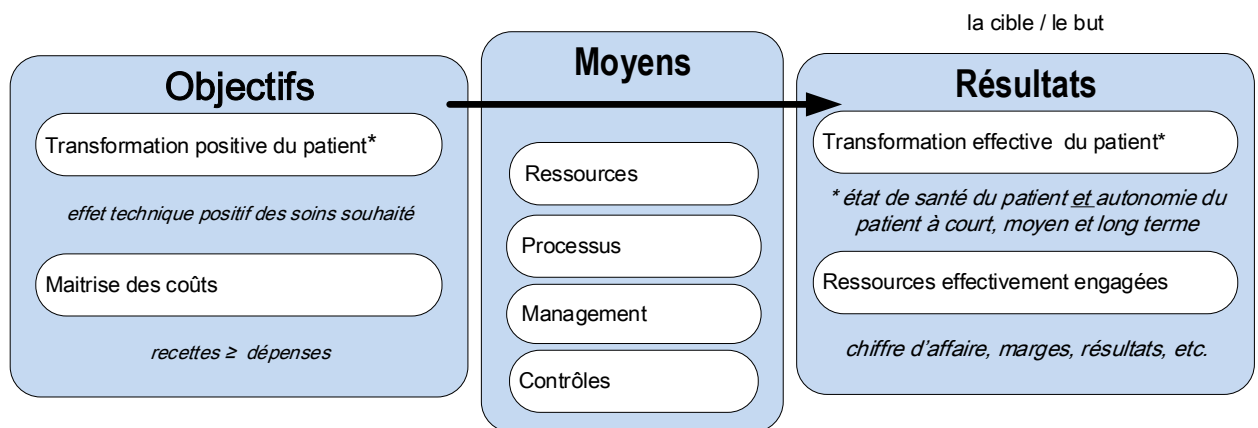 la cible / le but
Objectifs
Transformation positive du patient*
effet technique positif des soins souhaité
Maitrise des coûts
recettes ≥ dépenses
Moyens
Ressources
Processus
Management
Contrôles
Résultats
Transformation effective du patient*
* état de santé du patient et autonomie du
patient à court, moyen et long terme
Ressources effectivement engagées
chiffre d'affaire, marges, résultats, etc.